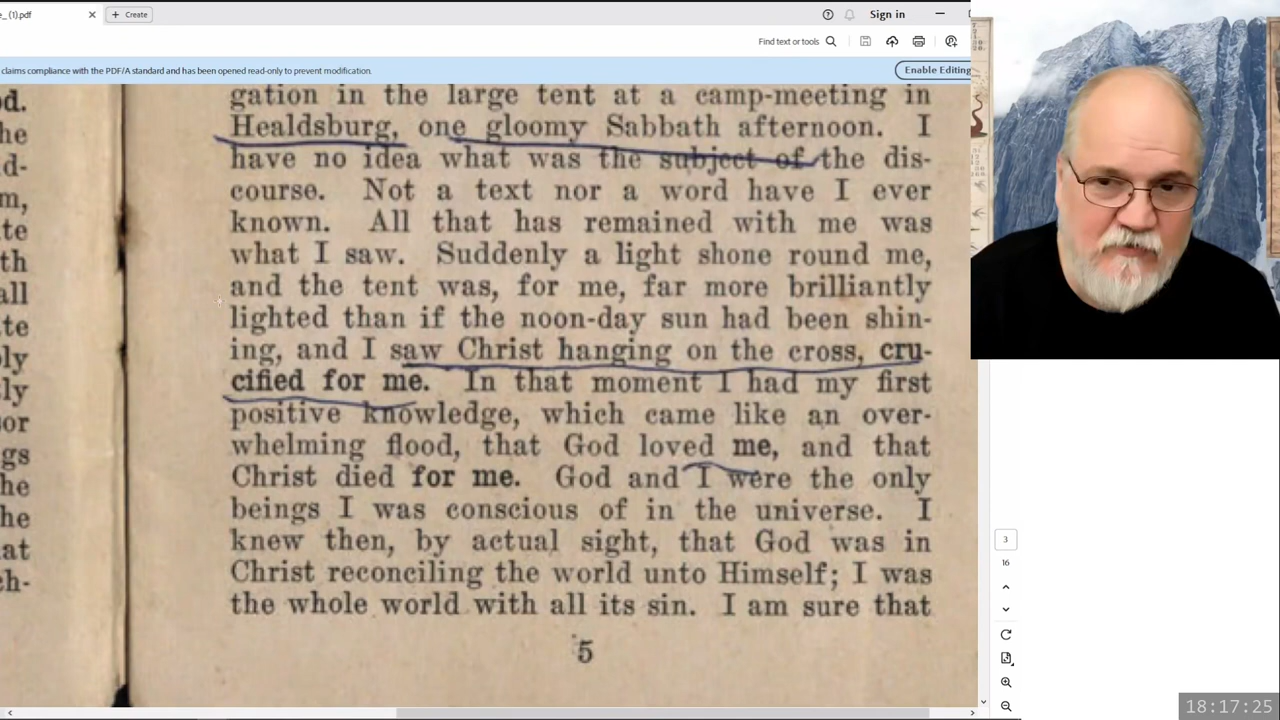 _ (1).pdf
Create
Sign in
Find text or tools
claims compliance with the PDF/A standard and has been opened read-only to prevent modification.
Enable Editing
gation in the large tent at a camp-meeting in
Healdsburg, one gloomy Sabbath afternoon. I
have no idea what was the subject of the dis-
course. Not a text nor a word have I ever
known. All that has remained with me was
what I saw. Suddenly a light shone round me,
and the tent was, for me, far more brilliantly
lighted than if the noon-day sun had been shin-
ing, and I saw Christ hanging on the cross, cru-
cified for me. In that moment I had my first
positive knowledge, which came like an over-
whelming flood, that God loved me, and that
Christ died for me. God and I were the only
beings I was conscious of in the universe. I
knew then, by actual sight, that God was in
Christ reconciling the world unto Himself; I was
the whole world with all its sin. I am sure that
5
3
16
18:17:25